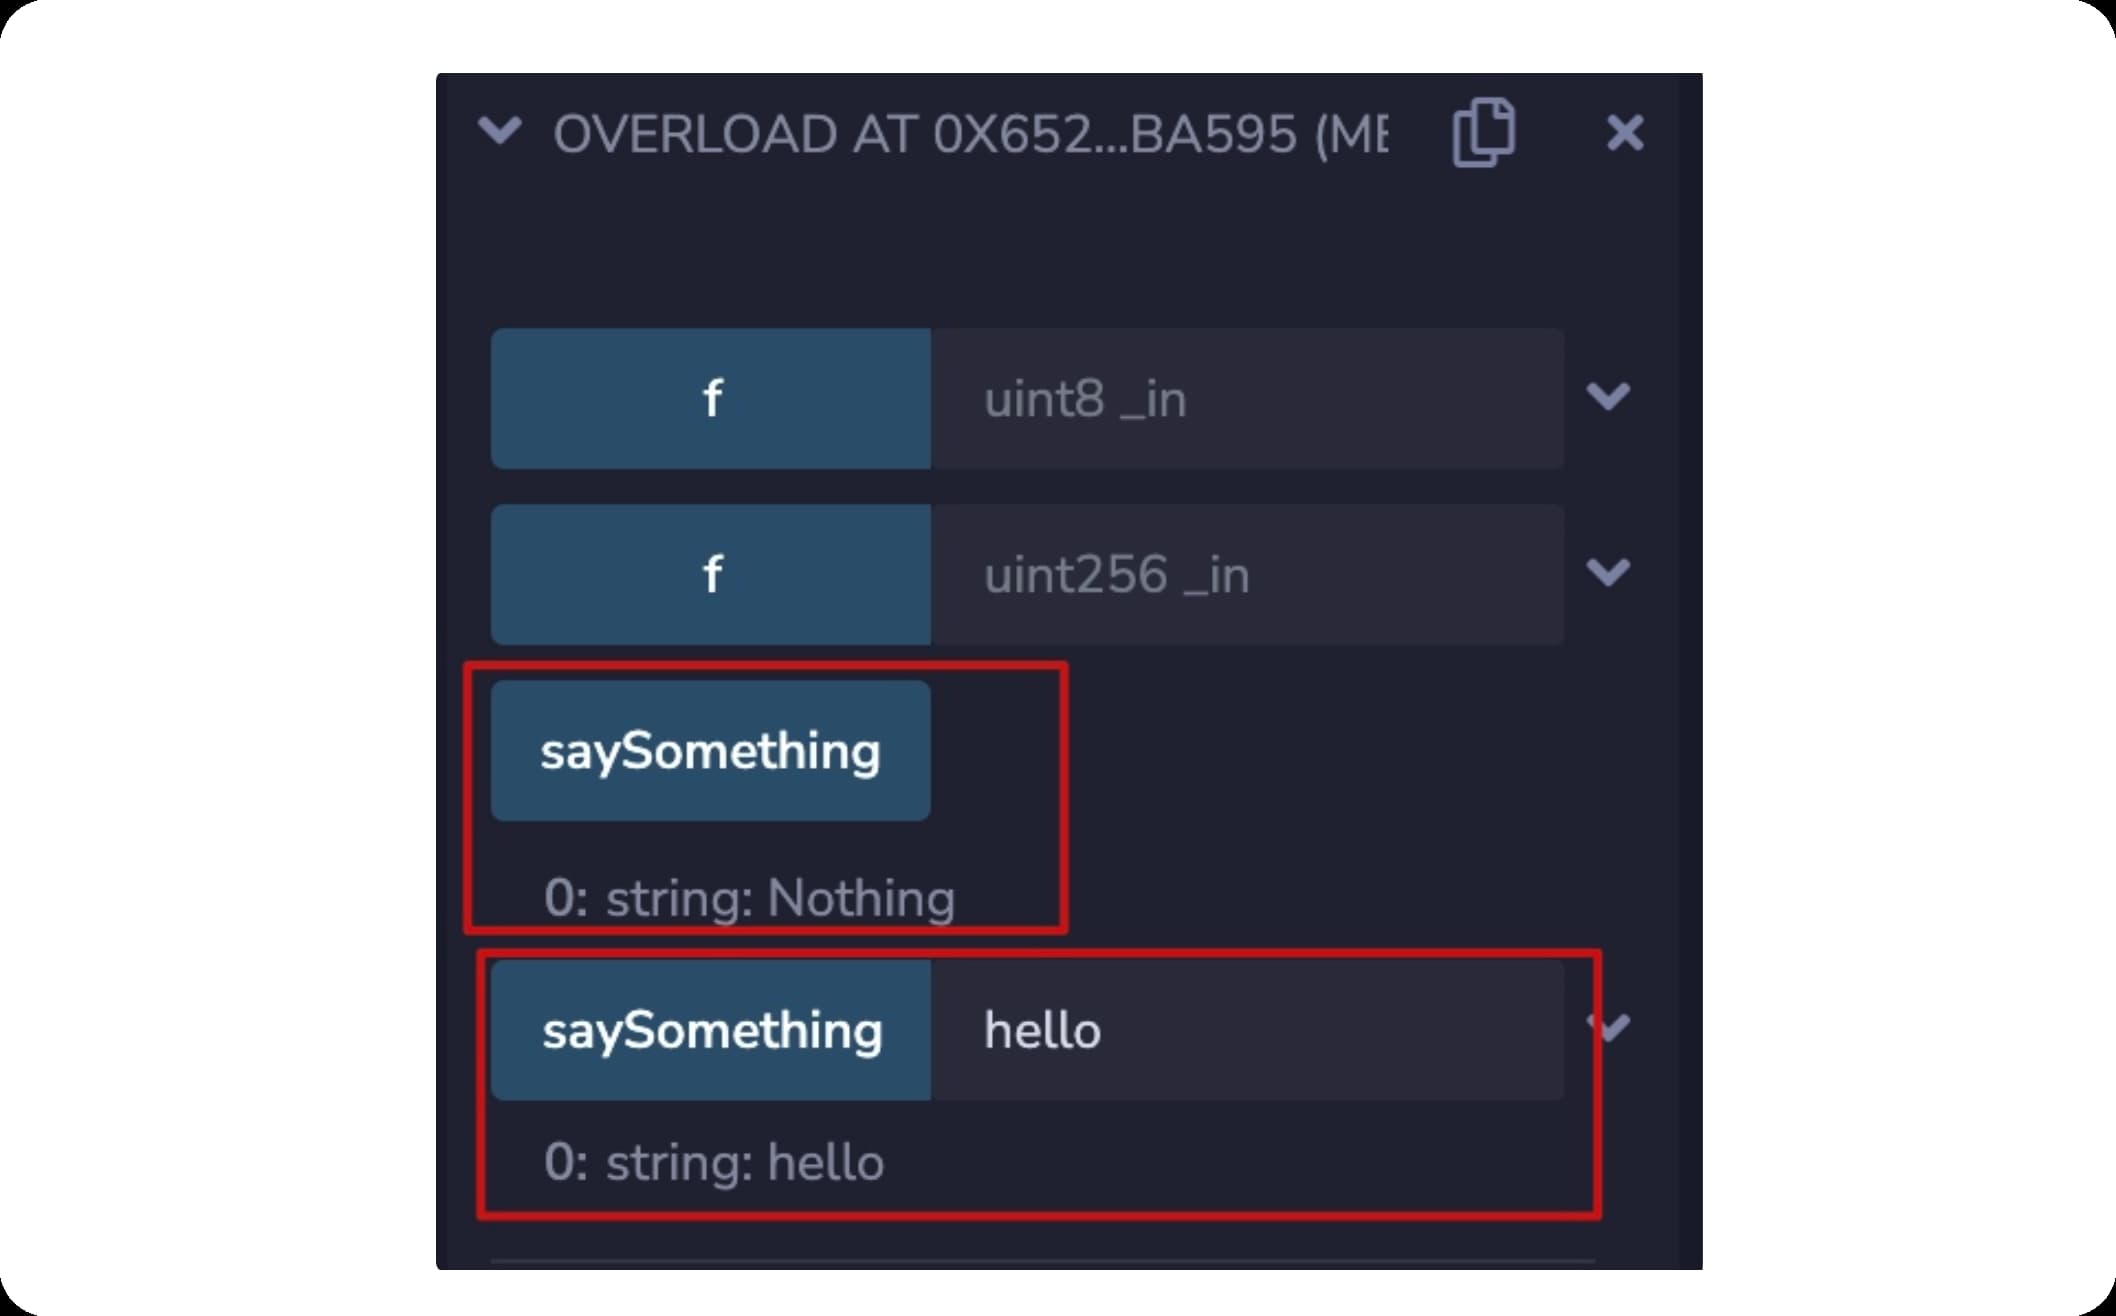 OVERLOAD AT 0X652...BA595 (ME
f uint8 _in
f uint256 _in
saySomething
0: string: Nothing
saySomething hello
0: string: hello